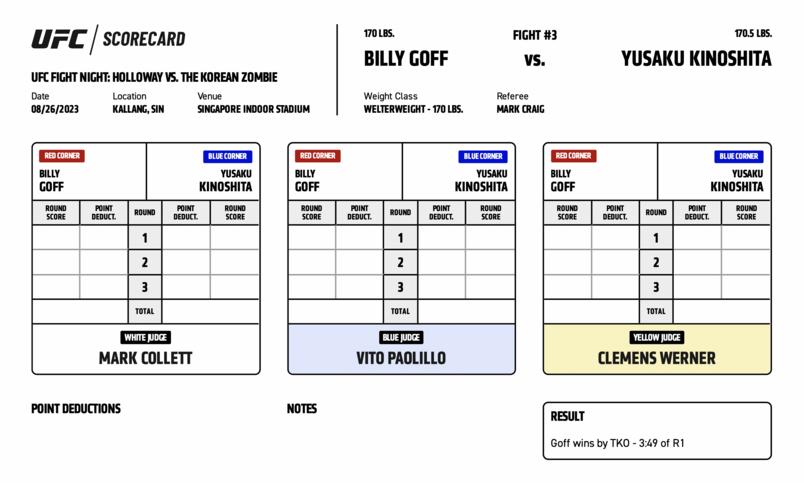 UFC SCORECARD
UFC FIGHT NIGHT: HOLLOWAY VS. THE KOREAN ZOMBIE
Date Location Venue
08/26/2023 KALLANG, SIN SINGAPORE INDOOR STADIUM
170 LBS. FIGHT #3 170.5 LBS.
BILLY GOFF vs. YUSAKU KINOSHITA
Weight Class Referee
WELTERWEIGHT - 170 LBS. MARK CRAIG
RED CORNER BLUE CORNER
BILLY YUSAKU
GOFF KINOSHITA
ROUND SCORE POINT DEDUCT. ROUND POINT DEDUCT. ROUND SCORE
1
2
3
TOTAL
WHITE JUDGE
MARK COLLETT
RED CORNER BLUE CORNER
BILLY YUSAKU
GOFF KINOSHITA
ROUND SCORE POINT DEDUCT. ROUND POINT DEDUCT. ROUND SCORE
1
2
3
TOTAL
BLUE JUDGE
VITO PAOLILLO
RED CORNER BLUE CORNER
BILLY YUSAKU
GOFF KINOSHITA
ROUND SCORE POINT DEDUCT. ROUND POINT DEDUCT. ROUND SCORE
1
2
3
TOTAL
YELLOW JUDGE
CLEMENS WERNER
POINT DEDUCTIONS
NOTES
RESULT
Goff wins by TKO - 3:49 of R1